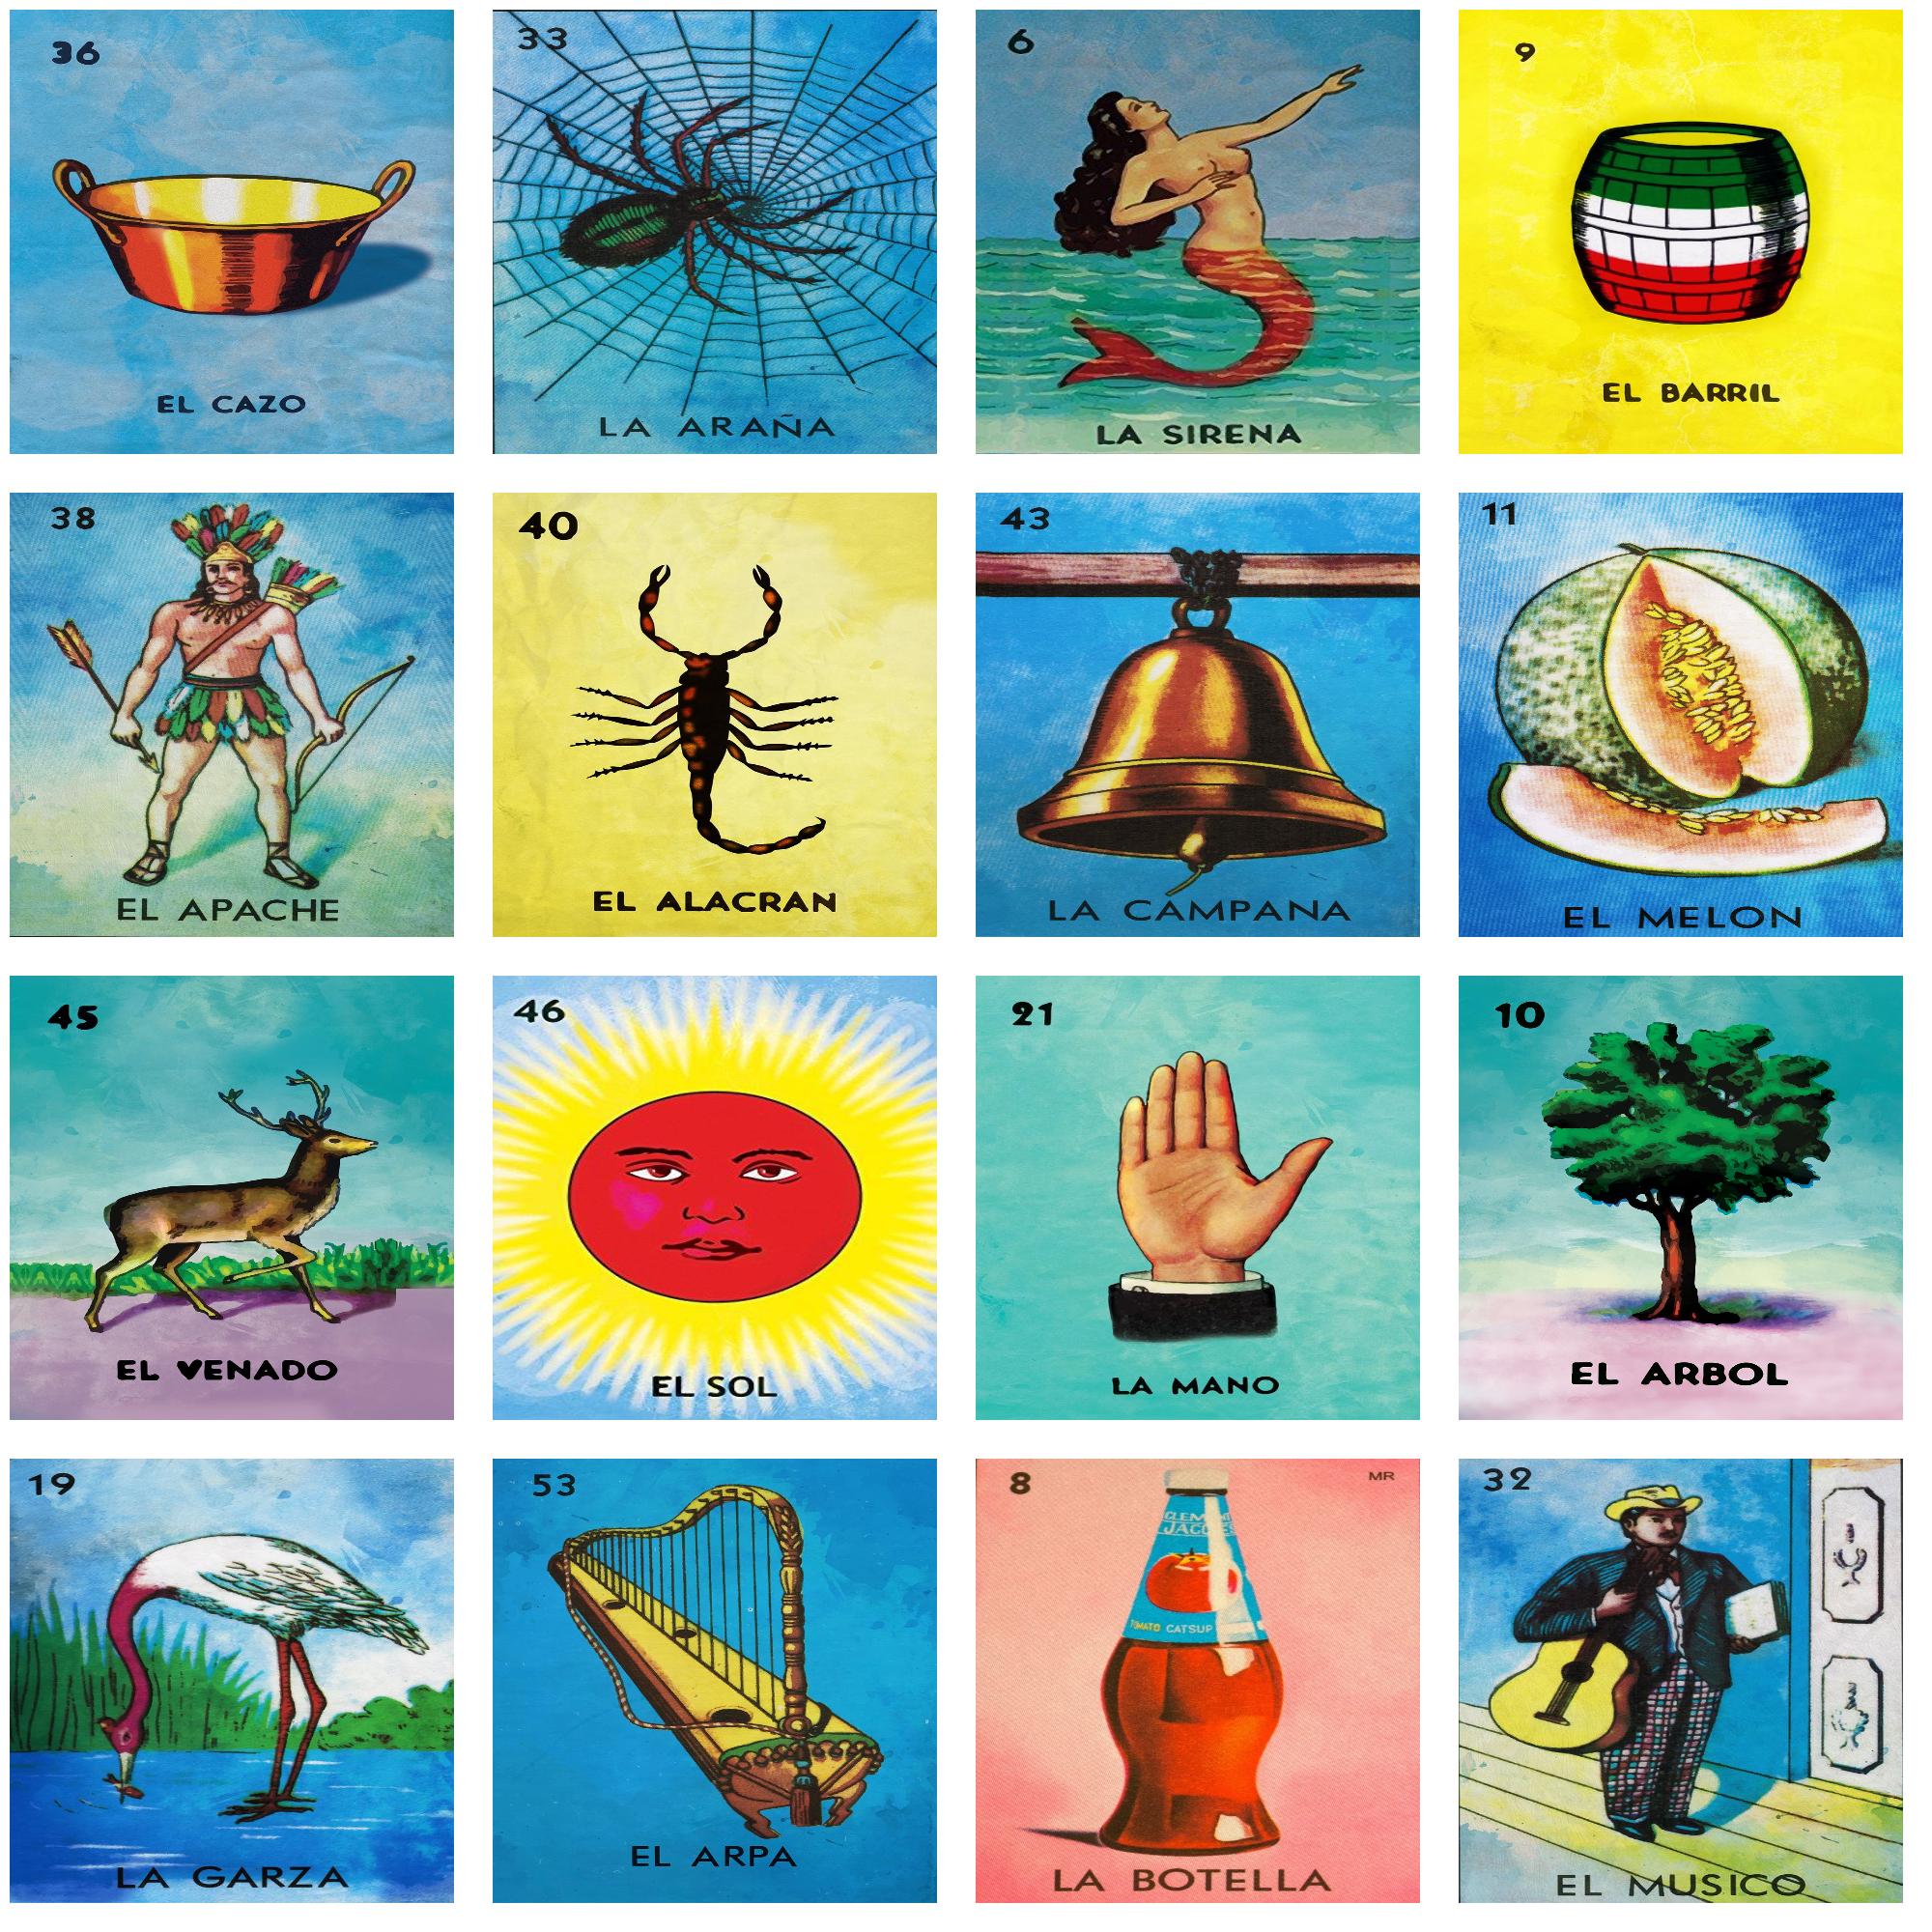 36
EL CAZO
33
LA ARAÑA
6
LA SIRENA
9
EL BARRIL
38
EL APACHE
40
EL ALACRAN
43
LA CAMPANA
11
EL MELON
45
EL VENADO
46
EL SOL
21
LA MANO
10
EL ARBOL
19
LA GARZA
53
EL ARPA
8
MR
TOMATO CATSUP
LA BOTELLA
32
EL MUSICO